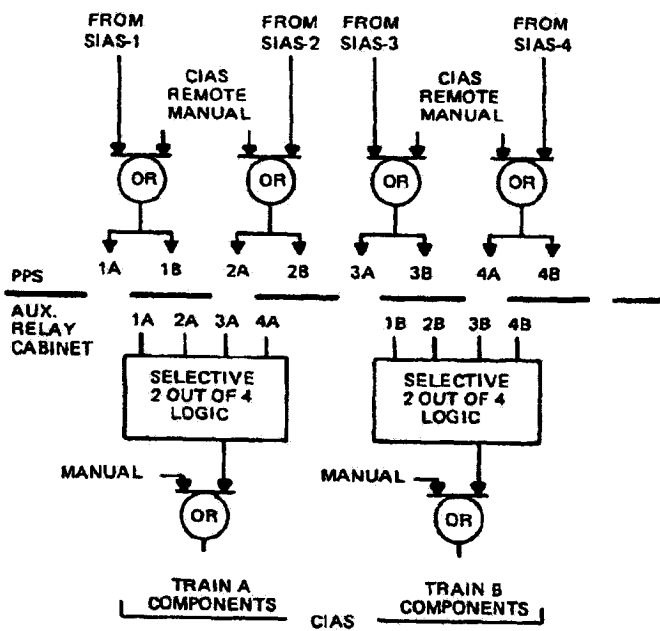 FROM SIAS-1
FROM SIAS-2
FROM SIAS-3
FROM SIAS-4
CIAS
REMOTE
MANUAL
CIAS
REMOTE
MANUAL
OR OR OR OR
1A 1B 2A 2B 3A 3B 4A 4B
PPS
AUX.
RELAY
CABINET
1A 2A 3A 4A
1B 2B 3B 4B
SELECTIVE
2 OUT OF 4
LOGIC
SELECTIVE
2 OUT OF 4
LOGIC
MANUAL
MANUAL
OR OR
TRAIN A
COMPONENTS
TRAIN B
COMPONENTS
CIAS